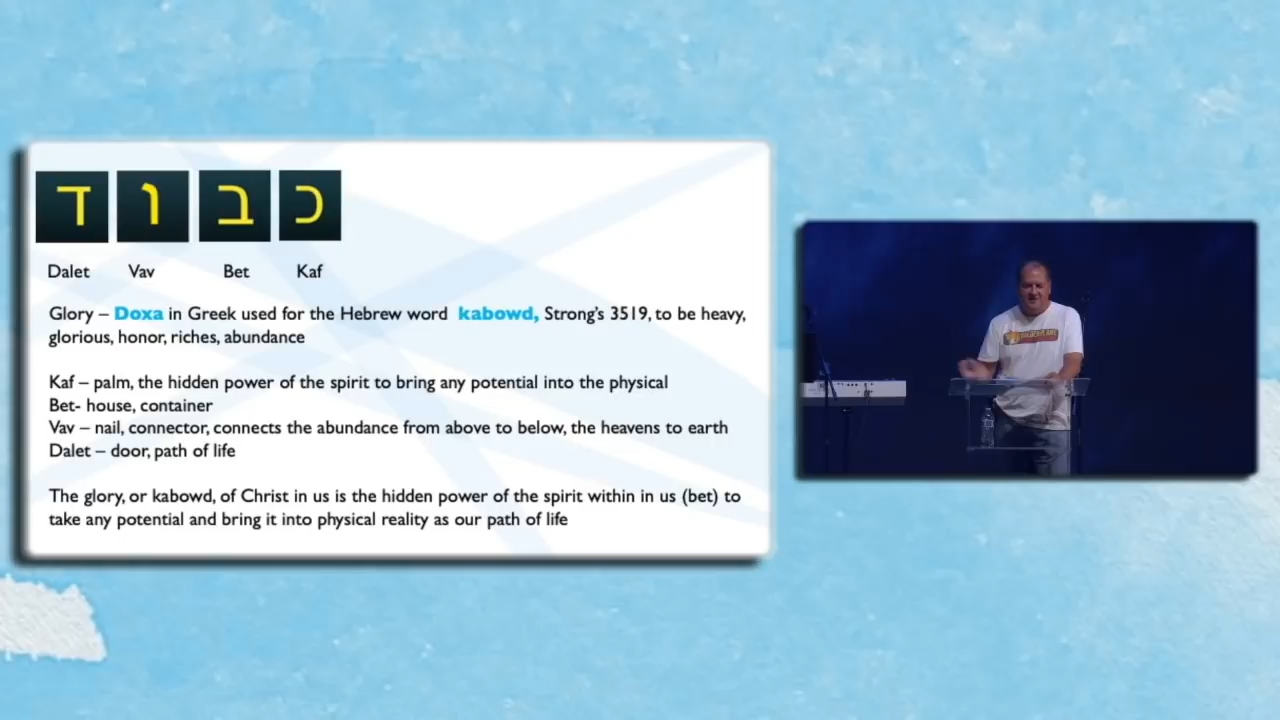 כבוד
Dalet Vav Bet Kaf
Glory – Doxa in Greek used for the Hebrew word kabowd, Strong's 3519, to be heavy,
glorious, honor, riches, abundance
Kaf – palm, the hidden power of the spirit to bring any potential into the physical
Bet- house, container
Vav – nail, connector, connects the abundance from above to below, the heavens to earth
Dalet – door, path of life
The glory, or kabowd, of Christ in us is the hidden power of the spirit within in us (bet) to
take any potential and bring it into physical reality as our path of life